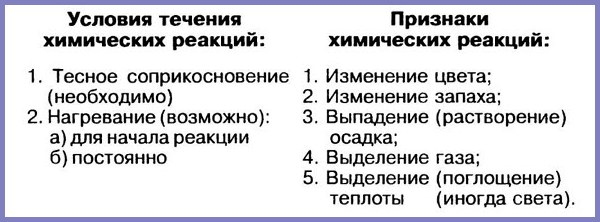 Условия течения
химических реакций:
1. Тесное соприкосновение
(необходимо)
2. Нагревание (возможно):
а) для начала реакции
б) постоянно
Признаки
химических реакций:
1. Изменение цвета;
2. Изменение запаха;
3. Выпадение (растворение)
осадка;
4. Выделение газа;
5. Выделение (поглощение)
теплоты (иногда света).